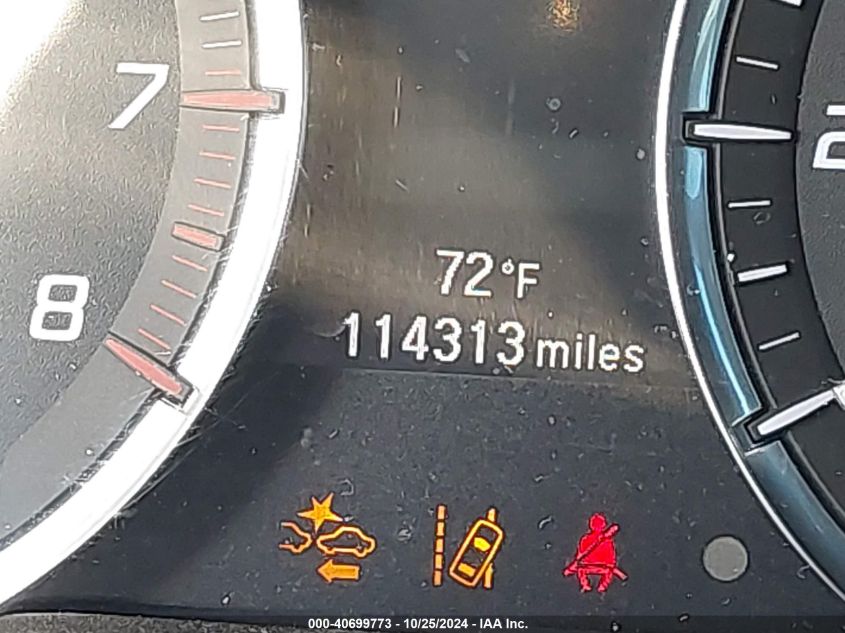 7
8
72°F
114313 miles
000-40699773 - 10/25/2024 - IAA Inc.